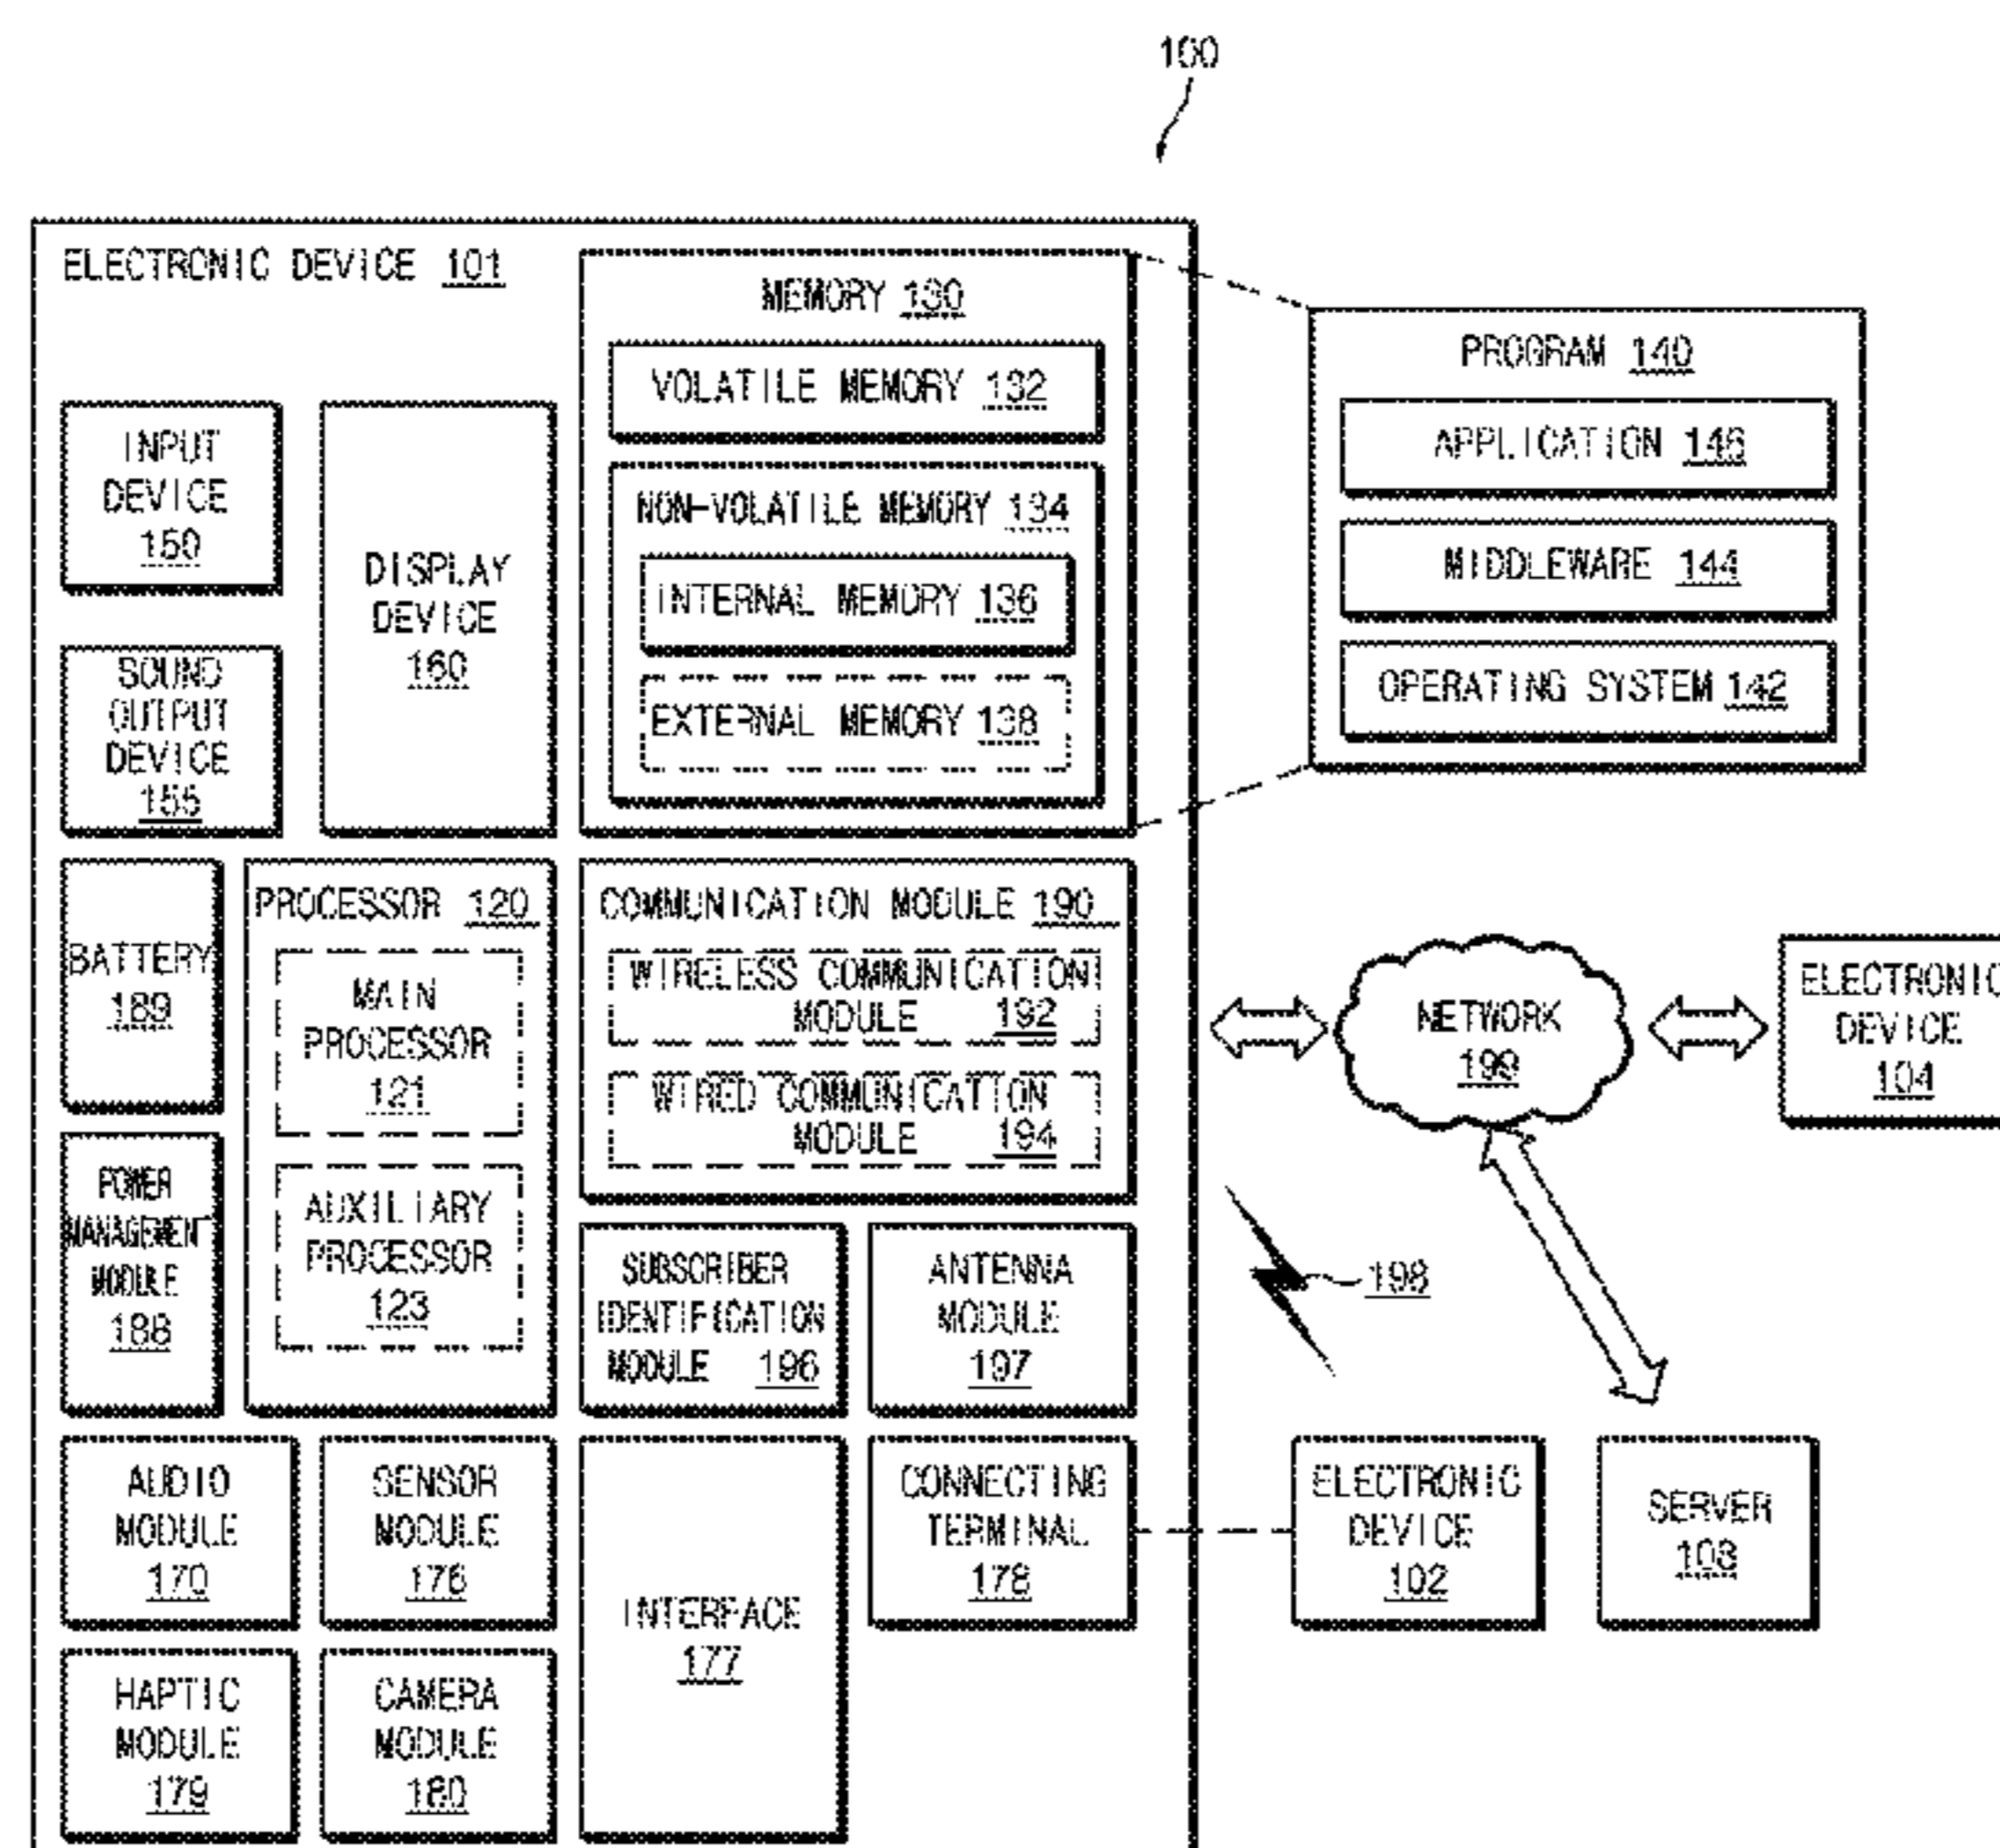 100
ELECTRONIC DEVICE 101
MEMORY 130
VOLATILE MEMORY 132
NON-VOLATILE MEMORY 134
INTERNAL MEMORY 136
EXTERNAL MEMORY 138
PROGRAM 140
APPLICATION 146
MIDDLEWARE 144
OPERATING SYSTEM 142
INPUT
DEVICE
150
SOUND
OUTPUT
DEVICE
155
DISPLAY
DEVICE
160
BATTERY
189
POWER
MANAGEMENT
MODULE
188
PROCESSOR 120
MAIN
PROCESSOR
121
AUXILIARY
PROCESSOR
123
COMMUNICATION MODULE 190
WIRELESS COMMUNICATION
MODULE 192
WIRED COMMUNICATION
MODULE 194
SUBSCRIBER
IDENTIFICATION
MODULE 196
ANTENNA
MODULE
197
NETWORK
199
ELECTRONIC
DEVICE
104
198
AUDIO
MODULE
170
SENSOR
MODULE
176
INTERFACE
177
CONNECTING
TERMINAL
178
ELECTRONIC
DEVICE
102
SERVER
108
HAPTIC
MODULE
179
CAMERA
MODULE
180